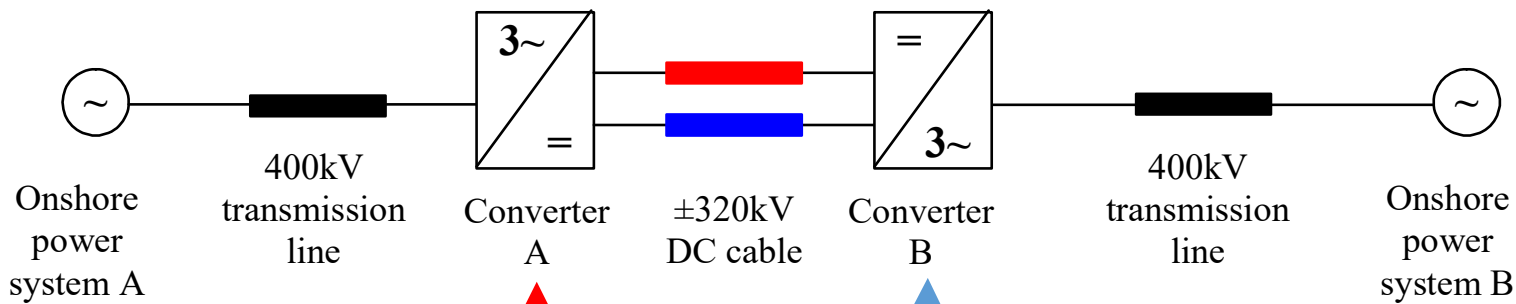 3~
=
=
3~
~
~
Onshore
power
system A
400kV
transmission
line
Converter
A
±320kV
DC cable
Converter
B
400kV
transmission
line
Onshore
power
system B